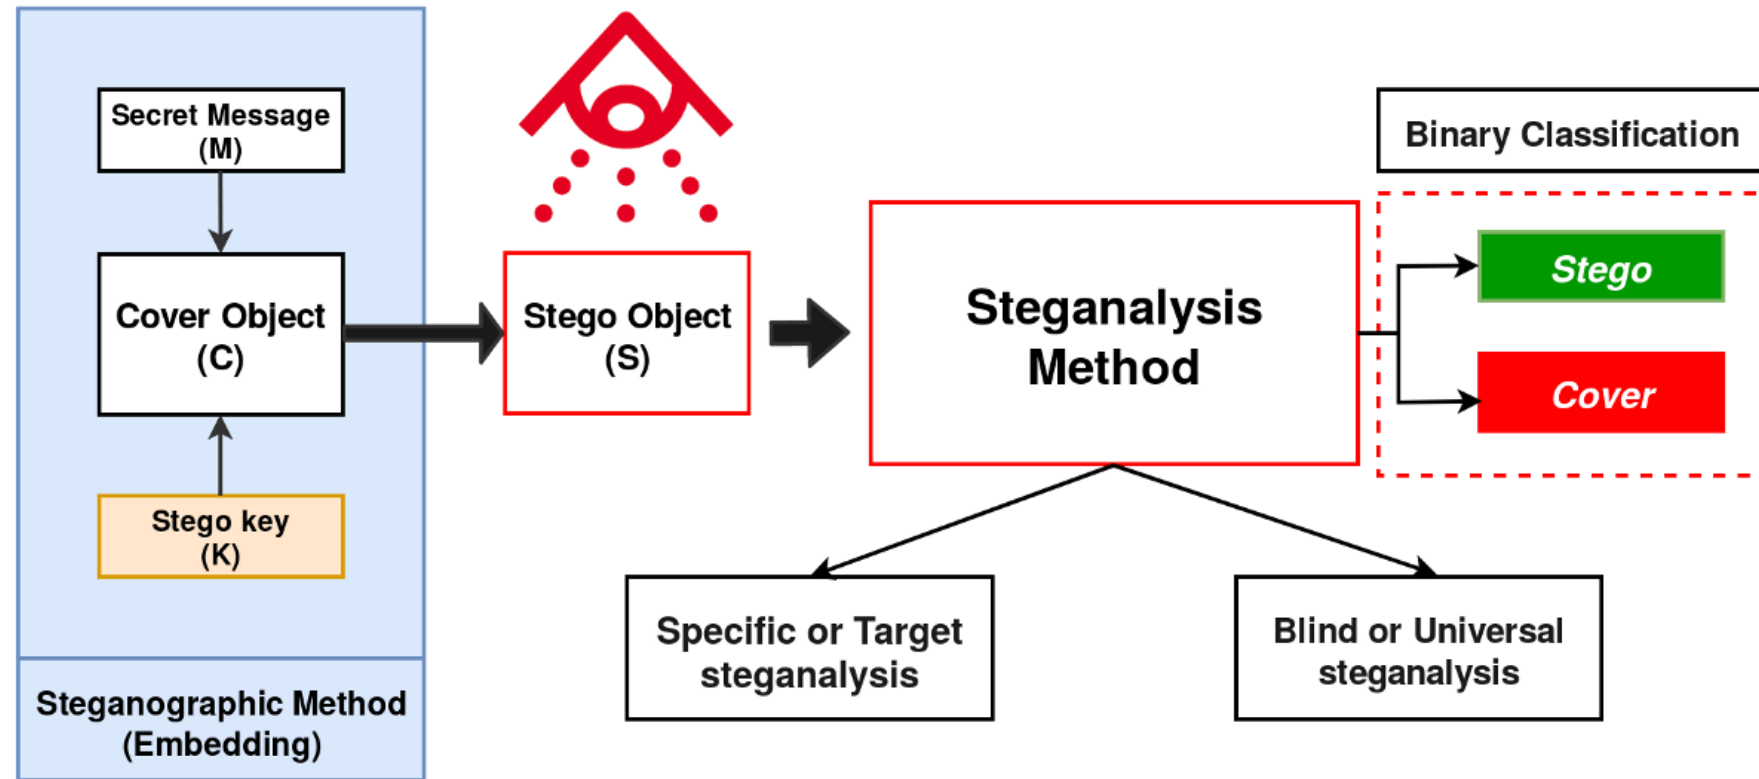 Secret Message
(M)
Cover Object
(C)
Stego key
(K)
Steganographic Method
(Embedding)
Stego Object
(S)
Steganalysis
Method
Binary Classification
Stego
Cover
Specific or Target
steganalysis
Blind or Universal
steganalysis